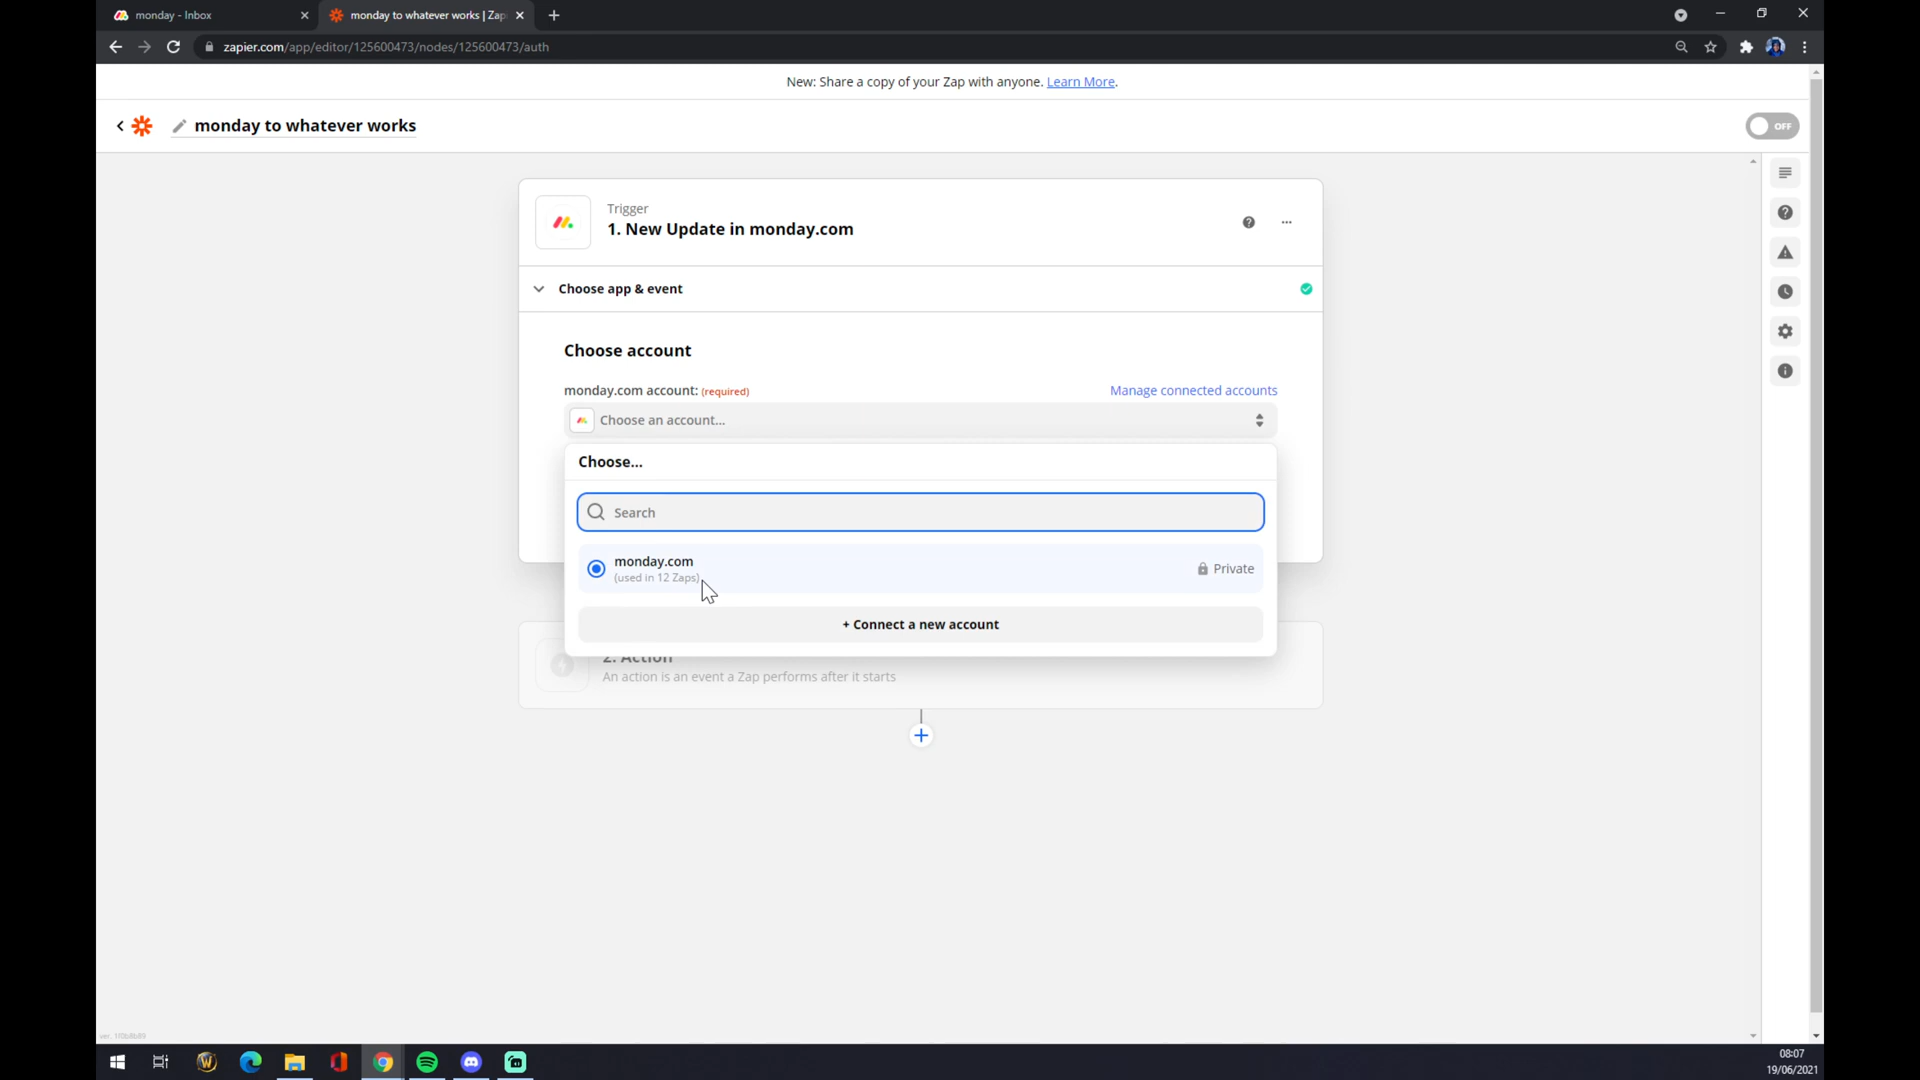 monday - Inbox
monday to whatever works | Zap
zapier.com/app/editor/125600473/nodes/125600473/auth
New: Share a copy of your Zap with anyone. Learn More.
monday to whatever works
OFF
Trigger
1. New Update in monday.com
Choose app & event
Choose account
monday.com account: (required)
Manage connected accounts
Choose an account...
Choose...
Search
monday.com
(used in 12 Zaps)
Private
+ Connect a new account
2. Action
An action is an event a Zap performs after it starts
08:07
19/06/2021